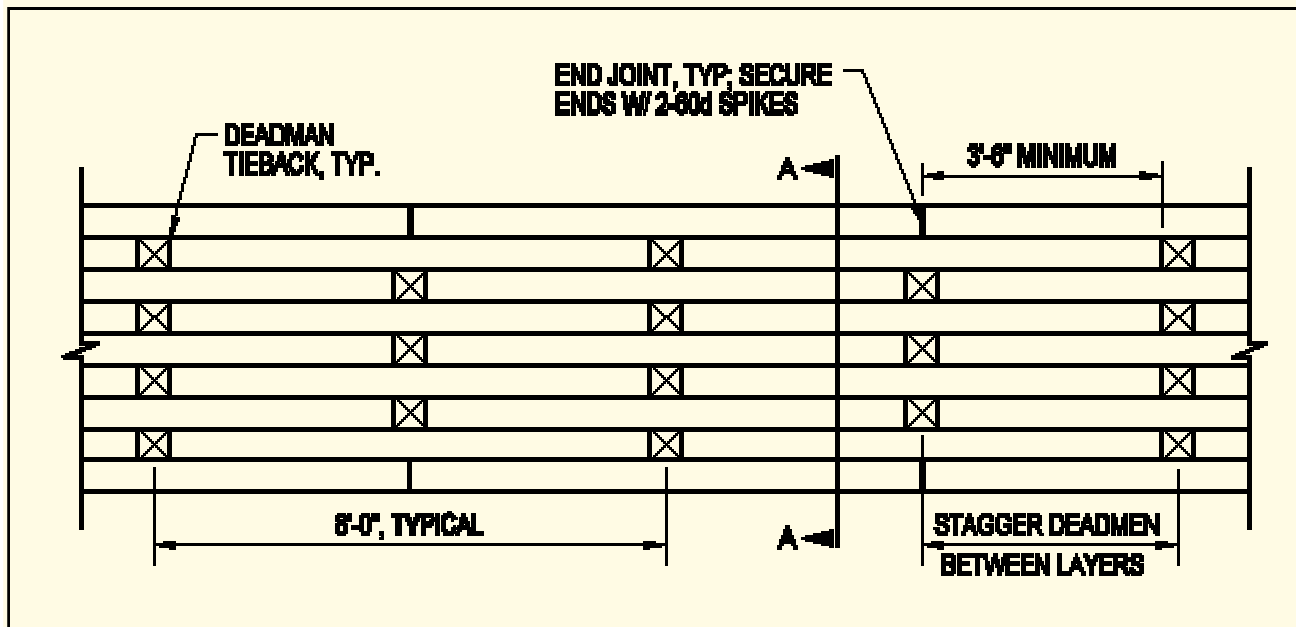 END JOINT, TYP; SECURE
ENDS W/ 2-60d SPIKES
DEADMAN
TIEBACK, TYP.
A
3'-6" MINIMUM
8'-0", TYPICAL
A
STAGGER DEADMEN
BETWEEN LAYERS